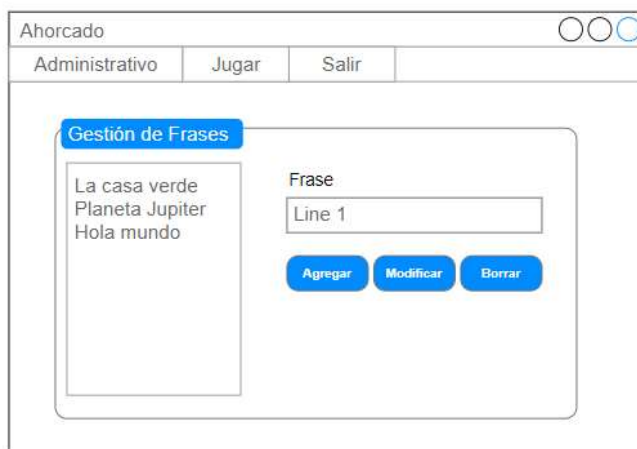 Ahorcado
Administrativo Jugar Salir
Gestión de Frases
La casa verde
Planeta Jupiter
Hola mundo
Frase
Line 1
Agregar Modificar Borrar